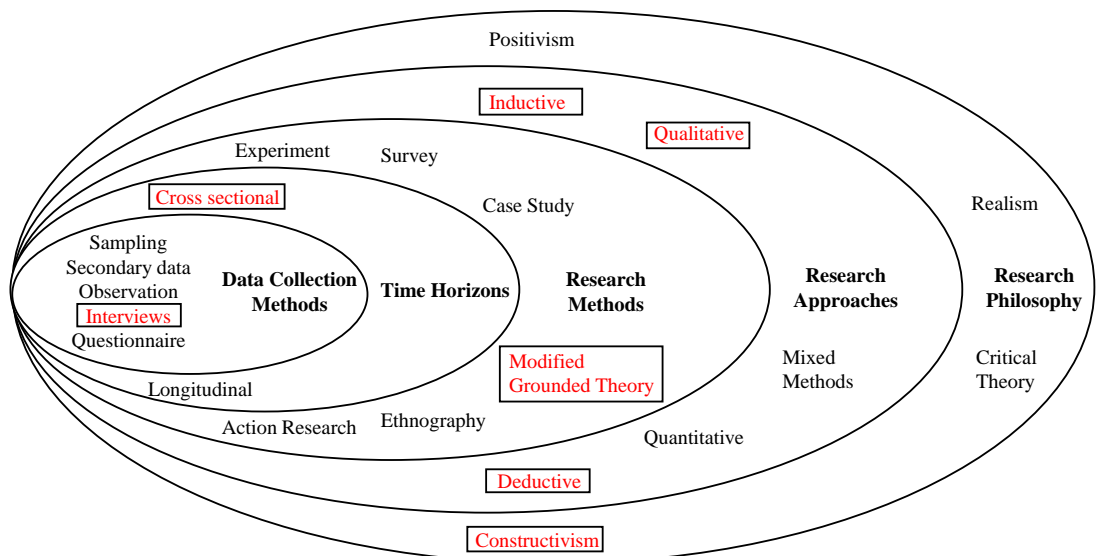 Positivism
Inductive
Qualitative
Experiment
Survey
Cross sectional
Case Study
Realism
Sampling
Secondary data
Observation
Interviews
Questionnaire
Data Collection
Methods
Time Horizons
Research
Methods
Research
Approaches
Research
Philosophy
Modified
Grounded Theory
Mixed
Methods
Critical
Theory
Longitudinal
Action Research
Ethnography
Quantitative
Deductive
Constructivism